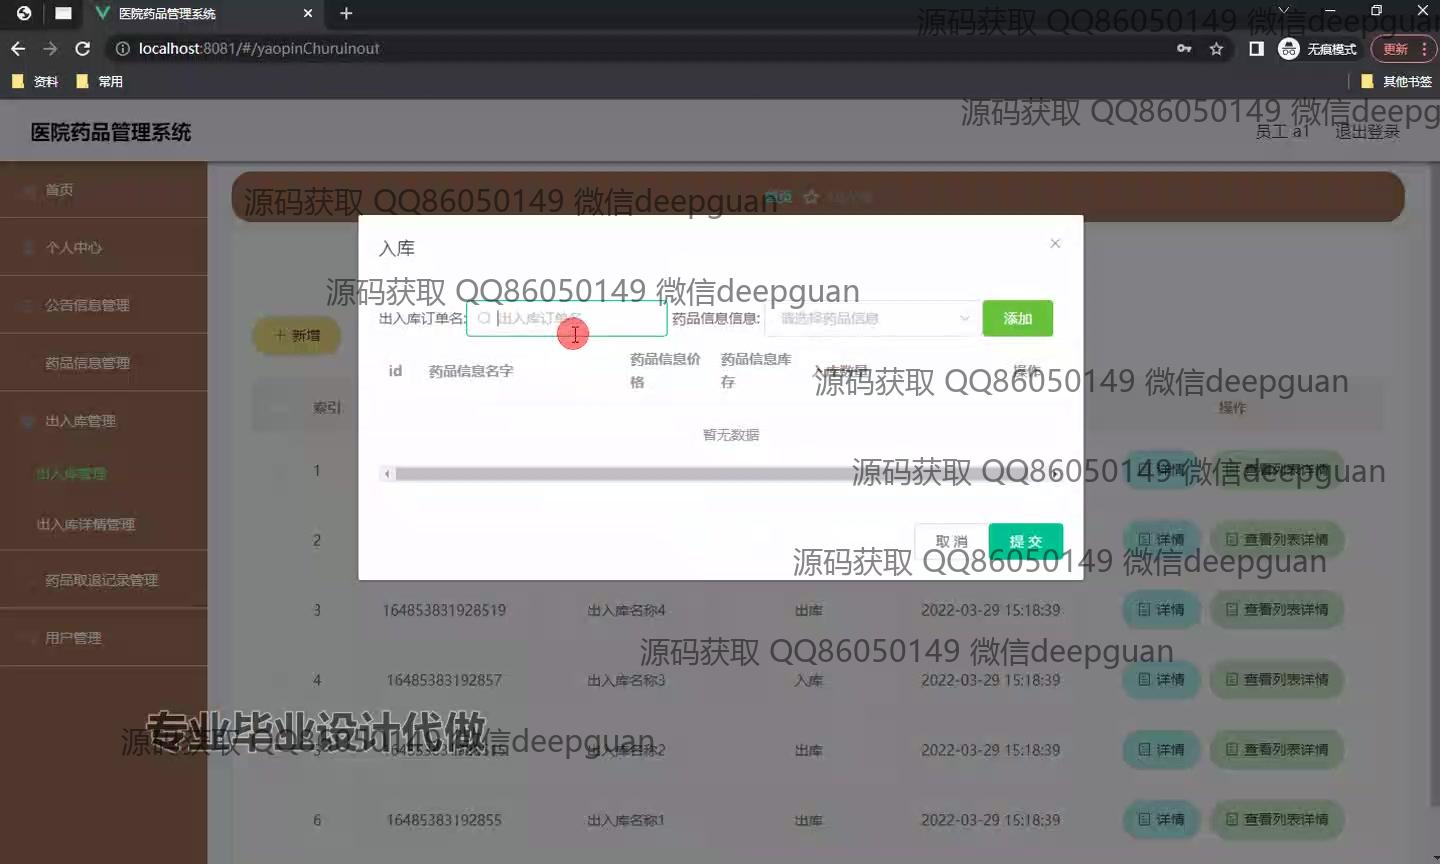 医院药品管理系统
localhost:8081/#/yaopinChuruInout
无痕模式
更新
资料
常用
其他书签
源码获取 QQ86050149 微信deepguan
源码获取 QQ86050149 微信deepg
医院药品管理系统
员工 a1
退出登录
首页
个人中心
公告信息管理
药品信息管理
出入库管理
出入库管理
出入库详情管理
药品取退记录管理
用户管理
源码获取 QQ86050149 微信deepguan
首页
+ 新增
入库
源码获取 QQ86050149 微信deepguan
出入库订单名:
出入库订单名
药品信息信息:
请选择药品信息
添加
id
药品信息名字
药品信息价格
药品信息库存
入库数量
操作
源码获取 QQ86050149 微信deepguan
暂无数据
源码获取 QQ86050149 微信deepguan
取 消
提 交
源码获取 QQ86050149 微信deepguan
索引
操作
1 详情 查看列表详情
2 详情 查看列表详情
3 164853831928519 出入库名称4 出库 2022-03-29 15:18:39 详情 查看列表详情
源码获取 QQ86050149 微信deepguan
4 16485383192857 出入库名称3 入库 2022-03-29 15:18:39 详情 查看列表详情
专业毕业设计代做
源码获取 QQ86050149 微信deepguan
5 出入库名称2 出库 2022-03-29 15:18:39 详情 查看列表详情
6 16485383192855 出入库名称1 出库 2022-03-29 15:18:39 详情 查看列表详情